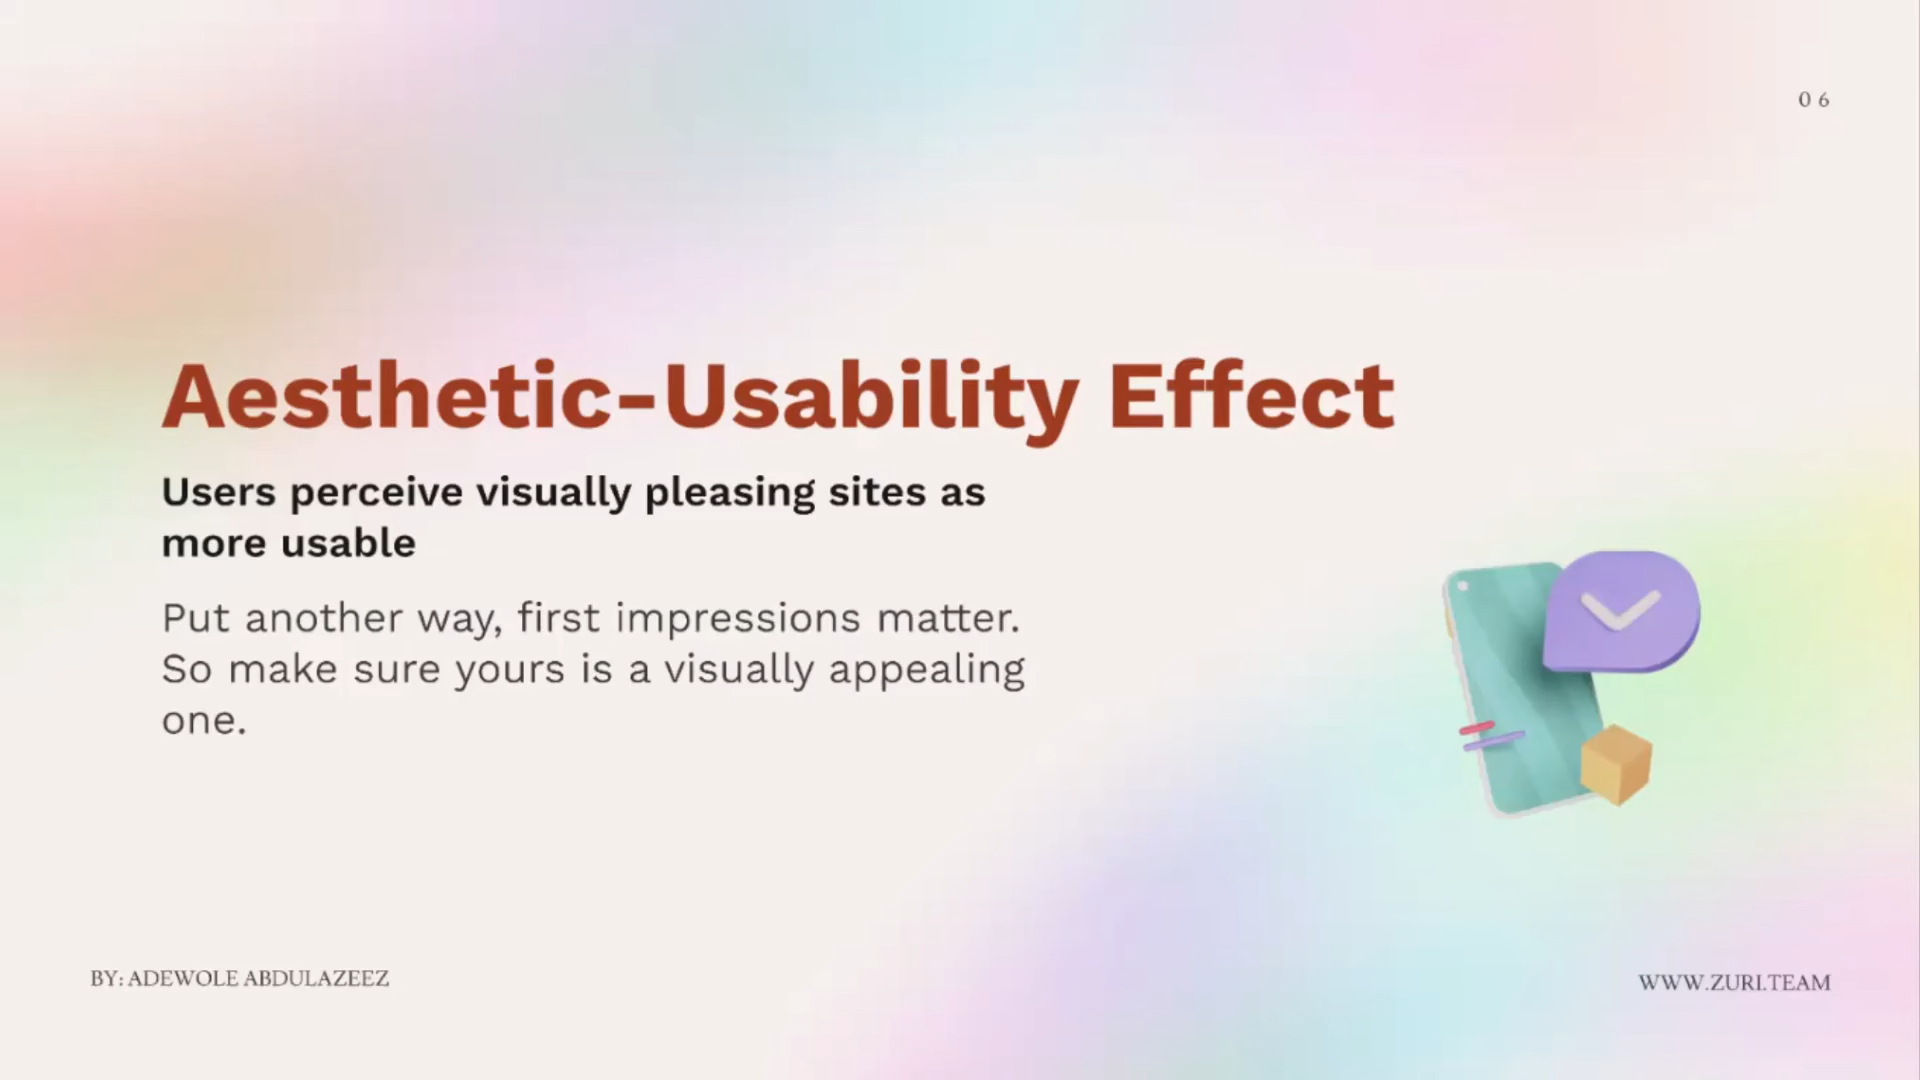 06
Aesthetic-Usability Effect
Users perceive visually pleasing sites as
more usable
Put another way, first impressions matter.
So make sure yours is a visually appealing
one.
BY: ADEWOLE ABDULAZEEZ
WWW.ZURI.TEAM